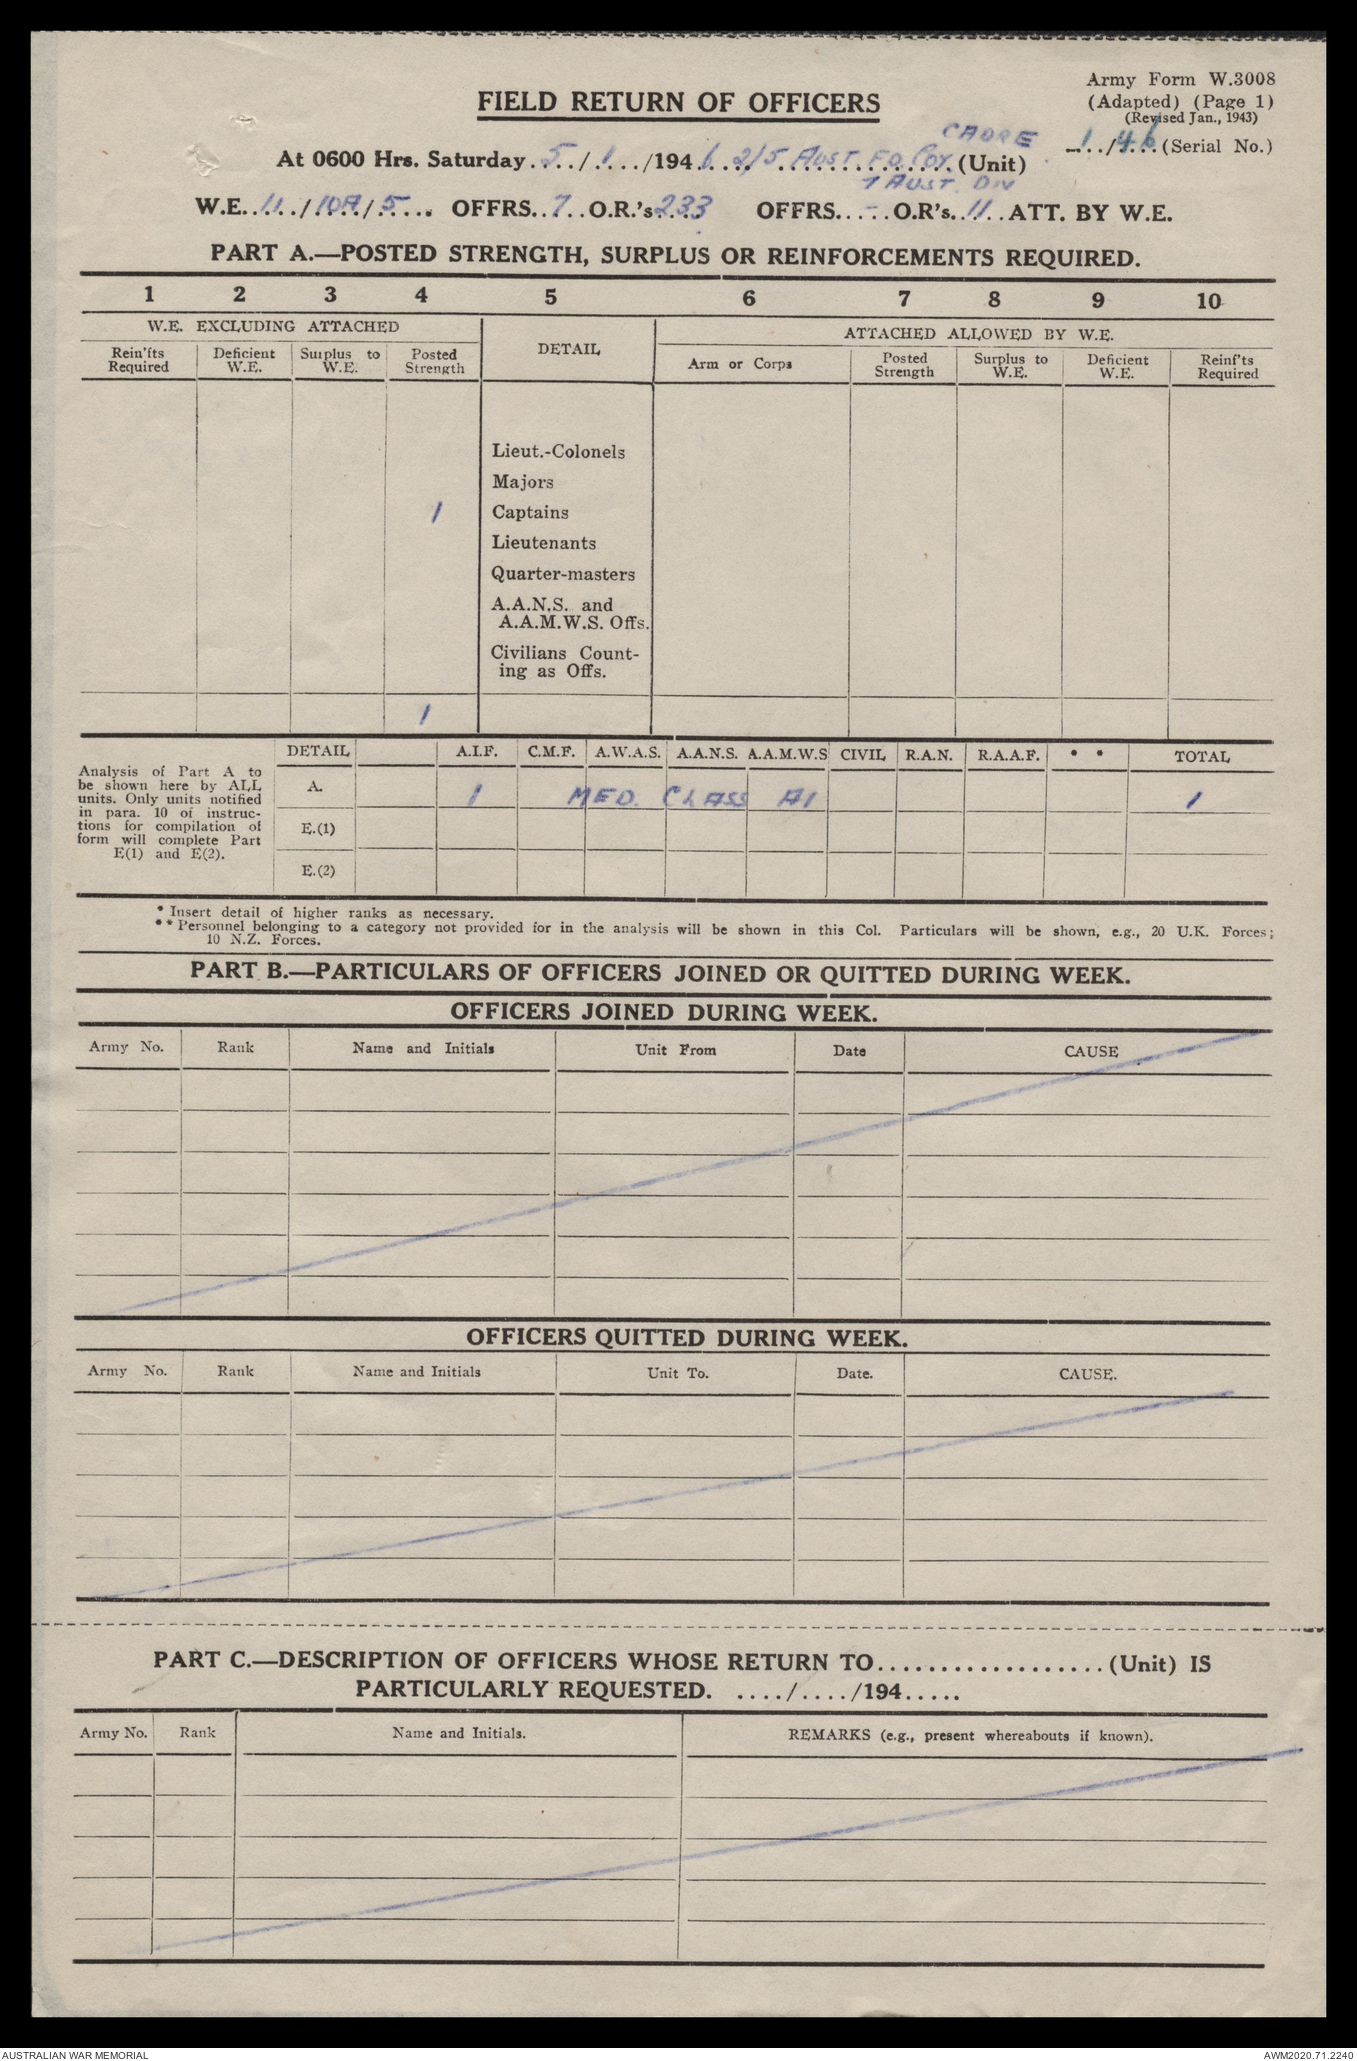 Army Form W.3008
FIELD RETURN OF OFFICERS
(Adapted) (Page 1)
(Revised Jan., 1943)
CADRE
At 0600 Hrs. Saturday 5/1/1946 2/5 AUST. FD. COY. (Unit)
1/46 (Serial No.)
7 AUST. DIV
W.E. 11/10A/5 OFFRS. 7 O.R.'s 233 OFFRS. - O.R's. 11 ATT. BY W.E.
PART A.—POSTED STRENGTH, SURPLUS OR REINFORCEMENTS REQUIRED.
1 2 3 4 5 6 7 8 9 10
W.E. EXCLUDING ATTACHED DETAIL ATTACHED ALLOWED BY W.E.
Rein'fts Required Deficient W.E. Surplus to W.E. Posted Strength Arm or Corps Posted Strength Surplus to W.E. Deficient W.E. Reinf'ts Required
Lieut.-Colonels
Majors
1 Captains
Lieutenants
Quarter-masters
A.A.N.S. and
A.A.M.W.S. Offs.
Civilians Count-
ing as Offs.
1
Analysis of Part A to
be shown here by ALL
units. Only units notified
in para. 10 of instruc-
tions for compilation of
form will complete Part
E(1) and E(2).
DETAIL A.I.F. C.M.F. A.W.A.S. A.A.N.S. A.A.M.W.S CIVIL R.A.N. R.A.A.F. * * TOTAL
A. 1 MED. CLASS A1 1
E.(1)
E.(2)
* Insert detail of higher ranks as necessary.
** Personnel belonging to a category not provided for in the analysis will be shown in this Col. Particulars will be shown, e.g., 20 U.K. Forces;
10 N.Z. Forces.
PART B.—PARTICULARS OF OFFICERS JOINED OR QUITTED DURING WEEK.
OFFICERS JOINED DURING WEEK.
Army No. Rank Name and Initials Unit From Date CAUSE
OFFICERS QUITTED DURING WEEK.
Army No. Rank Name and Initials Unit To. Date. CAUSE.
PART C.—DESCRIPTION OF OFFICERS WHOSE RETURN TO.................(Unit) IS
PARTICULARLY REQUESTED. ..../..../194.....
Army No. Rank Name and Initials. REMARKS (e.g., present whereabouts if known).
AUSTRALIAN WAR MEMORIAL
AWM2020.71.2240